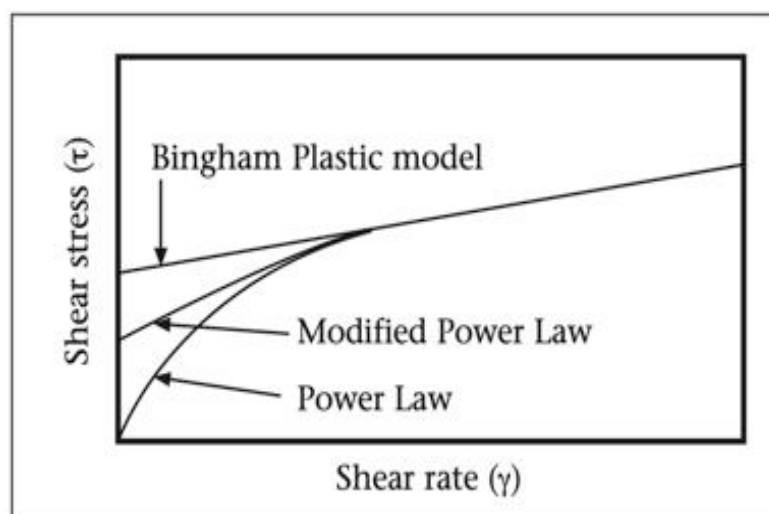 Shear stress (τ)
Bingham Plastic model
Modified Power Law
Power Law
Shear rate (γ)